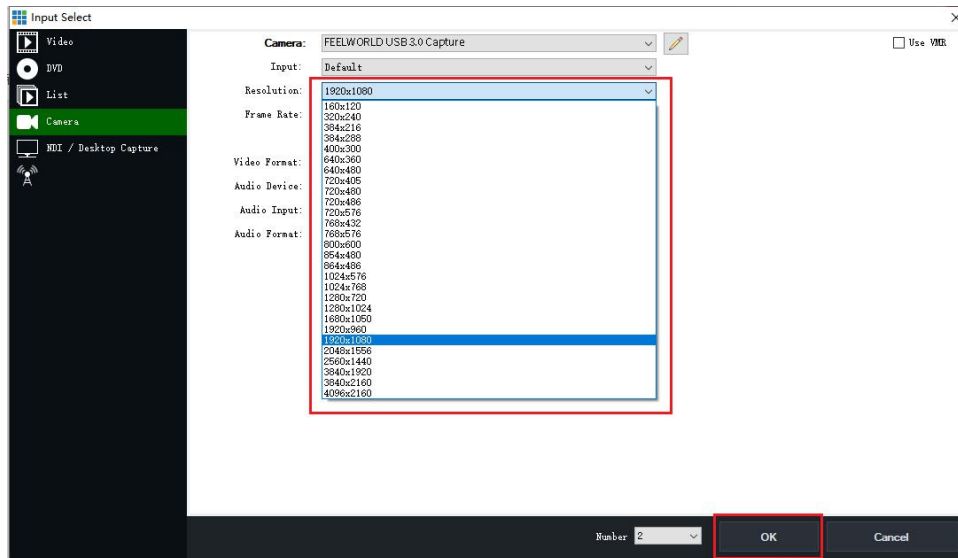 Input Select
Video
DVD
List
Camera
NDI / Desktop Capture
Camera: FEELWORLD USB 3.0 Capture
Use VMR
Input: Default
Resolution: 1920x1080
Frame Rate:
Video Format:
Audio Device:
Audio Input:
Audio Format:
160x120
320x240
384x216
384x288
400x300
640x360
640x480
720x405
720x480
720x486
720x576
768x432
768x576
800x600
854x480
864x486
1024x576
1024x768
1280x720
1280x1024
1680x1050
1920x960
1920x1080
2048x1556
2560x1440
3840x1920
3840x2160
4096x2160
Number 2
OK
Cancel